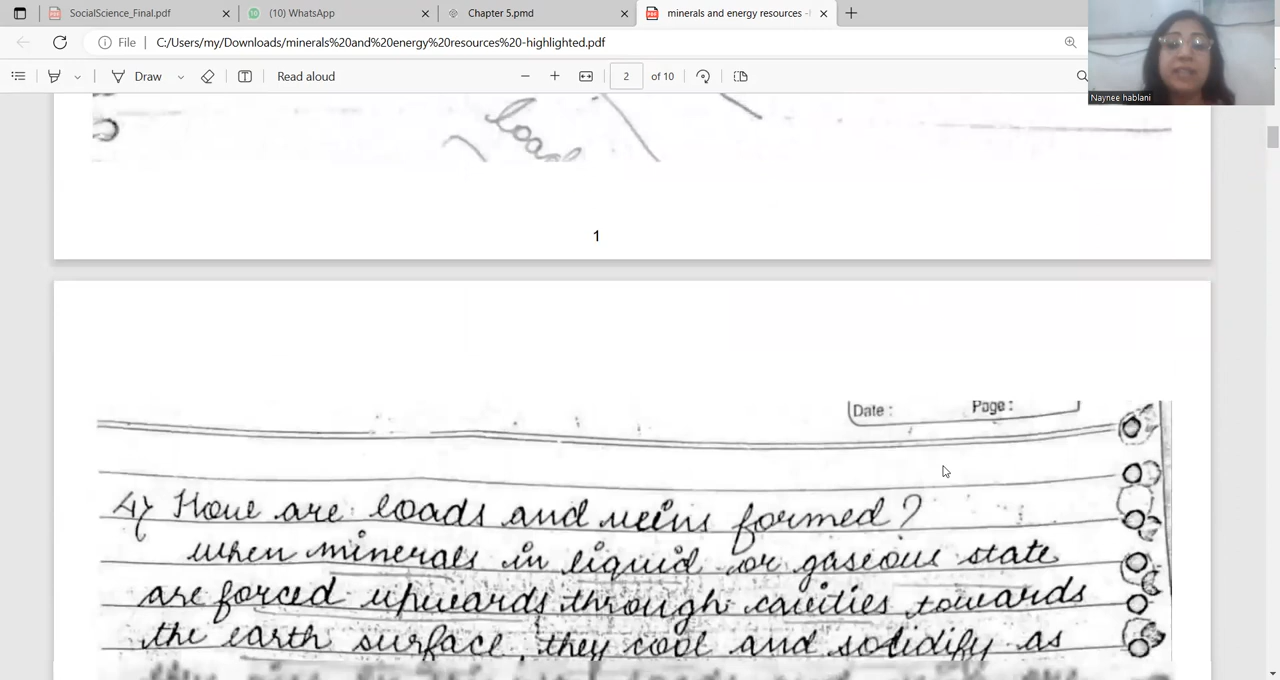 SocialScience_Final.pdf
(10) WhatsApp
Chapter 5.pmd
minerals and energy resources -
File
C:/Users/my/Downloads/minerals%20and%20energy%20resources%20-highlighted.pdf
Draw
Read aloud
2 of 10
Naynee hablani
load
1
Date : Page :
4} How are loads and veins formed?
when minerals in liquid or gaseous state
are forced upwards through cavities towards
the earth surface, they cool and solidify as